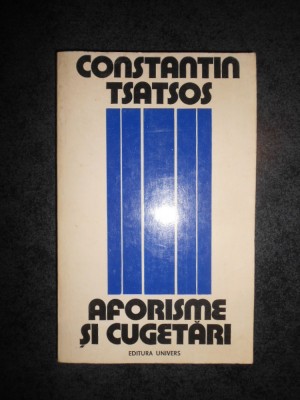 CONSTANTIN
TSATSOS
AFORISME
ȘI CUGETĂRI
EDITURA UNIVERS